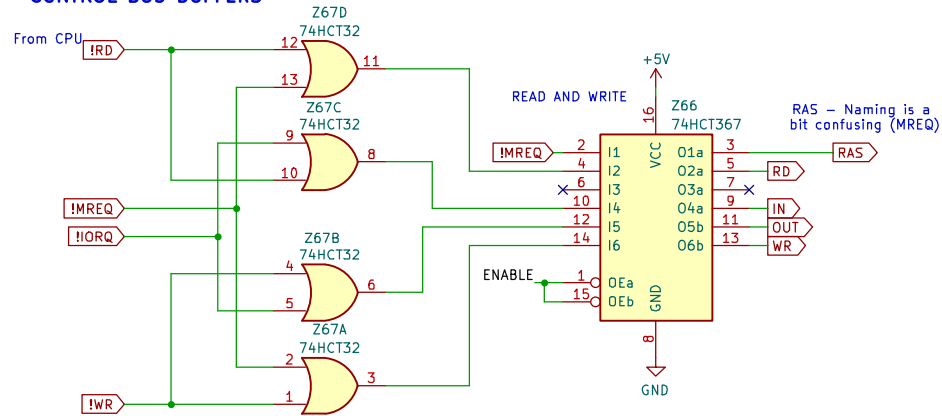 CONTROL BUS BUFFERS
From CPU
!RD
12
13
Z67D
74HCT32
11
9
10
Z67C
74HCT32
8
!MREQ
!IORQ
4
5
Z67B
74HCT32
6
2
1
Z67A
74HCT32
3
!WR
READ AND WRITE
+5V
16
VCC
Z66
74HCT367
RAS – Naming is a
bit confusing (MREQ)
!MREQ
2 I1 O1a 3 RAS
4 I2 O2a 5 RD
6 I3 O3a 7
10 I4 O4a 9 IN
12 I5 O5b 11 OUT
14 I6 O6b 13 WR
ENABLE
1 OEa
15 OEb
GND
8
GND